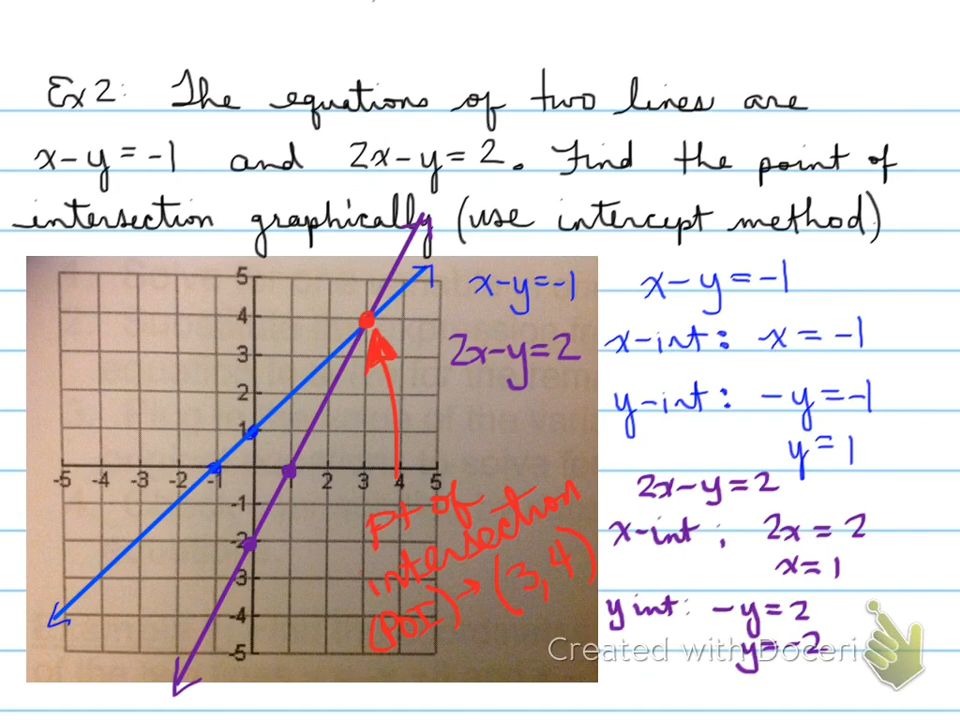 Ex 2: The equations of two lines are
x-y=-1 and 2x-y=2. Find the point of
intersection graphically (use intercept method)
x-y=-1
2x-y=2
5
4
3
2
1
-5 -4 -3 -2 -1 2 3 4 5
-1
-2
-3
-4
-5
Pt of
intersection
(POI) → (3,4)
x-y=-1
x-int: x=-1
y-int: -y=-1
y=1
2x-y=2
x-int: 2x=2
x=1
y int: -y=2
y=-2
Created with Doceri